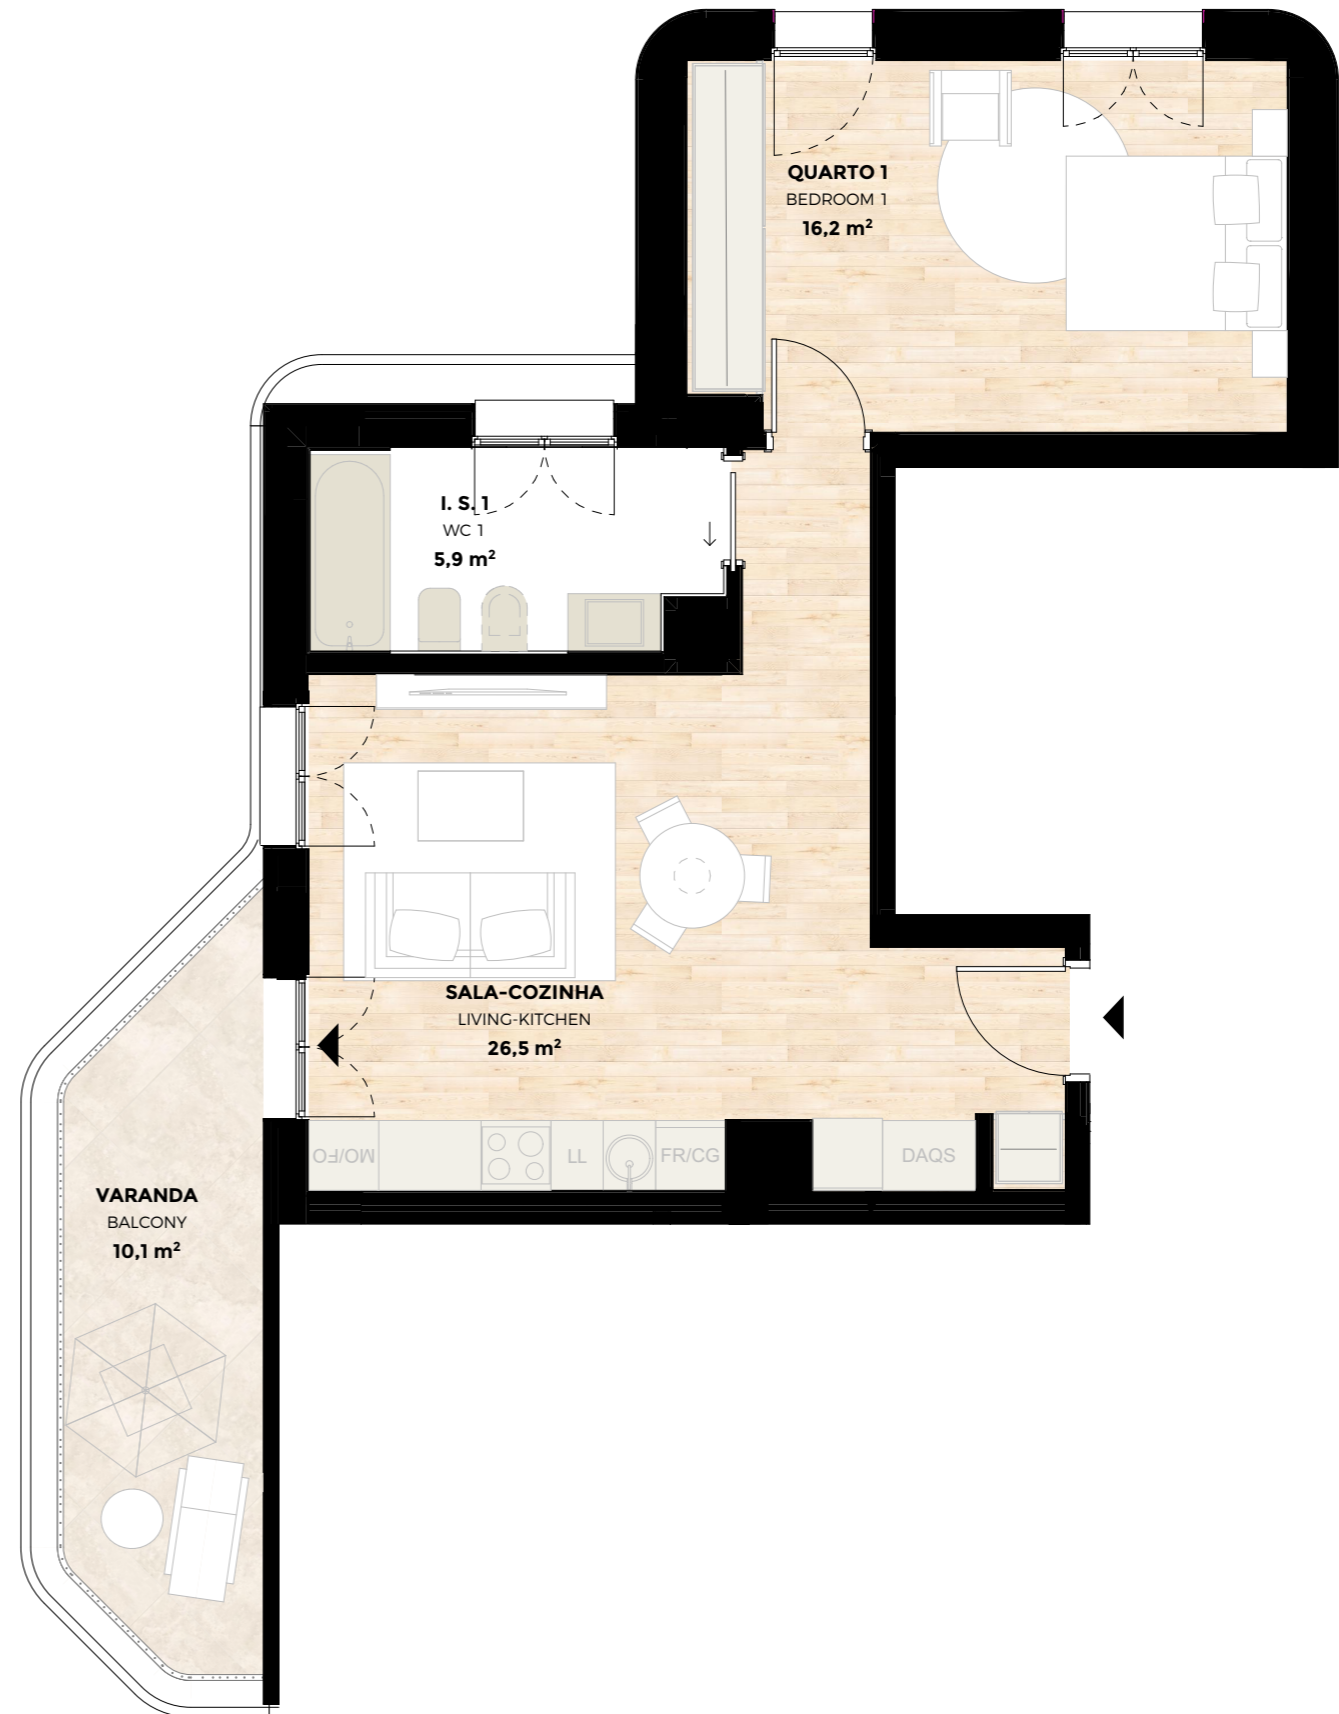 QUARTO 1
BEDROOM 1
16,2 m²
I. S. 1
WC 1
5,9 m²
SALA-COZINHA
LIVING-KITCHEN
26,5 m²
MO/FO
LL
FR/CG
DAQS
VARANDA
BALCONY
10,1 m²